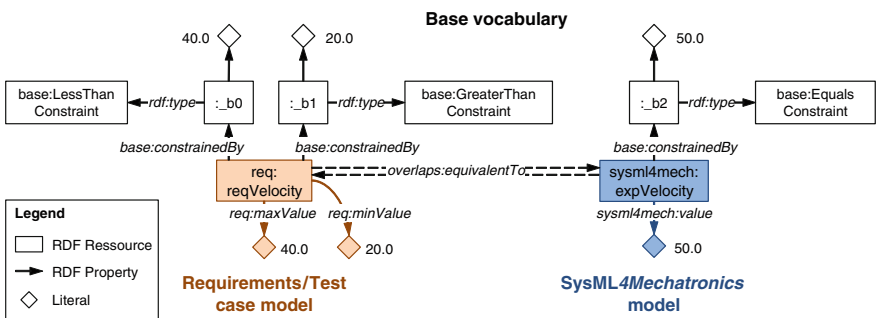 Base vocabulary
40.0
20.0
50.0
base:LessThan
Constraint
rdf:type
:_b0
:_b1
rdf:type
base:GreaterThan
Constraint
:_b2
rdf:type
base:Equals
Constraint
base:constrainedBy
base:constrainedBy
base:constrainedBy
req:
reqVelocity
overlaps:equivalentTo
sysml4mech:
expVelocity
req:maxValue
req:minValue
sysml4mech:value
40.0
20.0
50.0
Legend
RDF Ressource
RDF Property
Literal
Requirements/Test
case model
SysML4Mechatronics
model